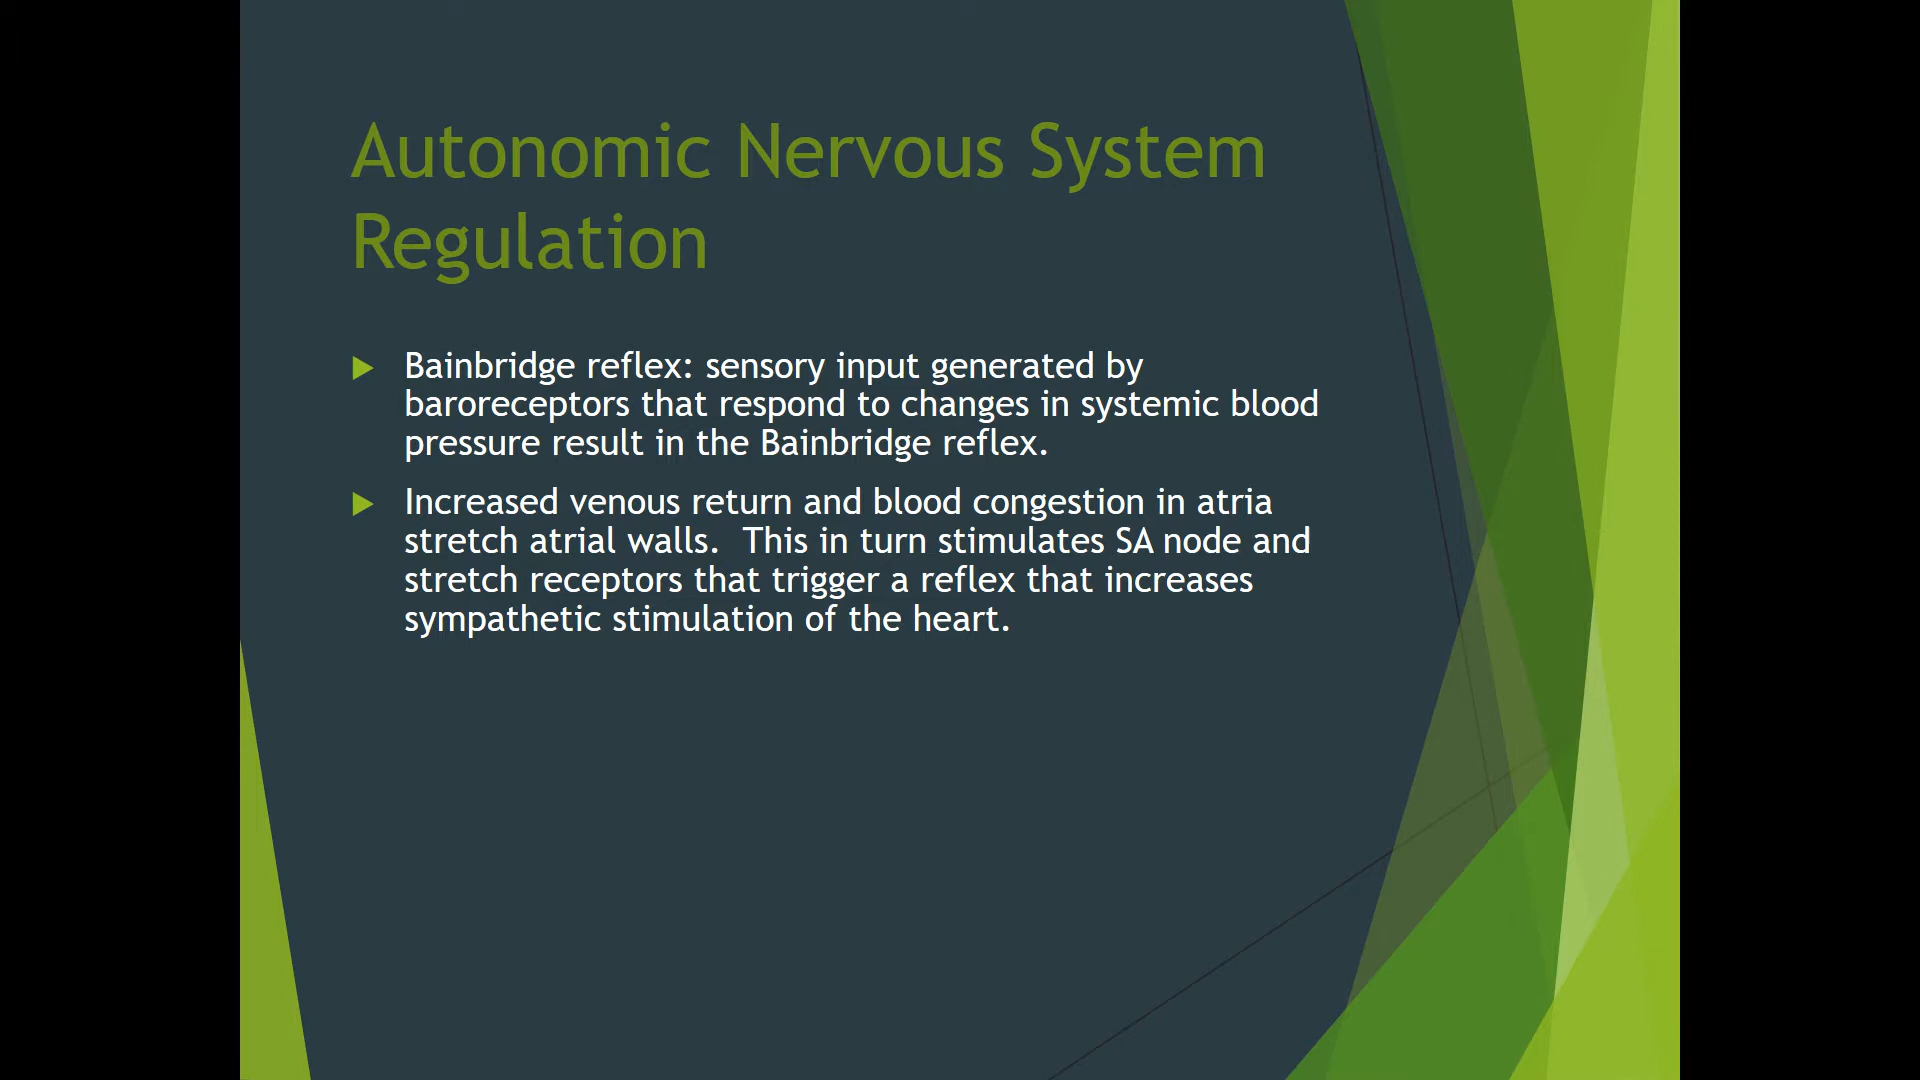 Autonomic Nervous System
Regulation
Bainbridge reflex: sensory input generated by
baroreceptors that respond to changes in systemic blood
pressure result in the Bainbridge reflex.
Increased venous return and blood congestion in atria
stretch atrial walls.  This in turn stimulates SA node and
stretch receptors that trigger a reflex that increases
sympathetic stimulation of the heart.